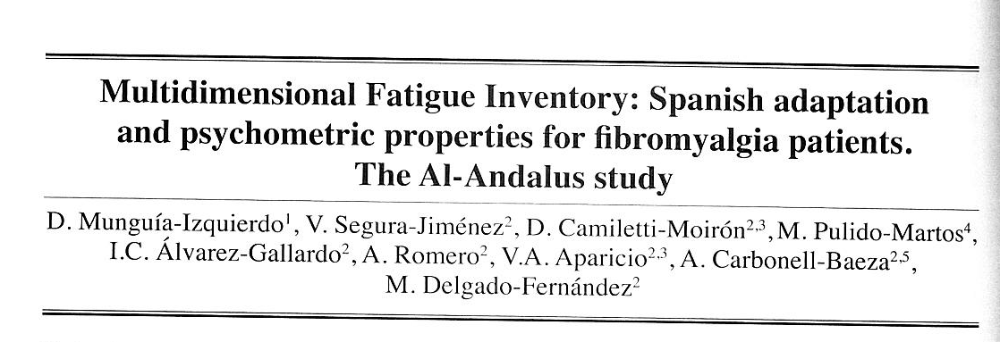 Multidimensional Fatigue Inventory: Spanish adaptation
and psychometric properties for fibromyalgia patients.
The Al-Andalus study
D. Munguía-Izquierdo¹, V. Segura-Jiménez², D. Camiletti-Moirón²,³, M. Pulido-Martos⁴,
I.C. Álvarez-Gallardo², A. Romero², V.A. Aparicio²,³, A. Carbonell-Baeza²,⁵,
M. Delgado-Fernández²